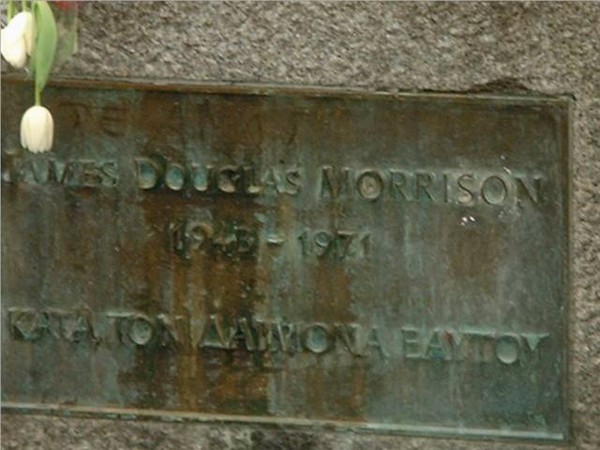 JAMES DOUGLAS MORRISON
1943 - 1971
ΚΑΤΑ ΤΟΝ ΔΑΙΜΟΝΑ ΕΑΥΤΟΥ